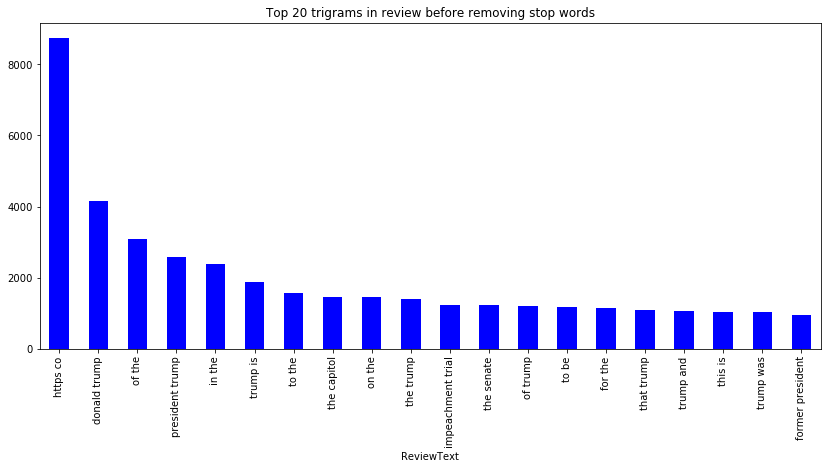 Top 20 trigrams in review before removing stop words
8000
6000
4000
2000
0
https co
donald trump
of the
president trump
in the
trump is
to the
the capitol
on the
the trump
impeachment trial
the senate
of trump
to be
for the
that trump
trump and
this is
trump was
former president
ReviewText